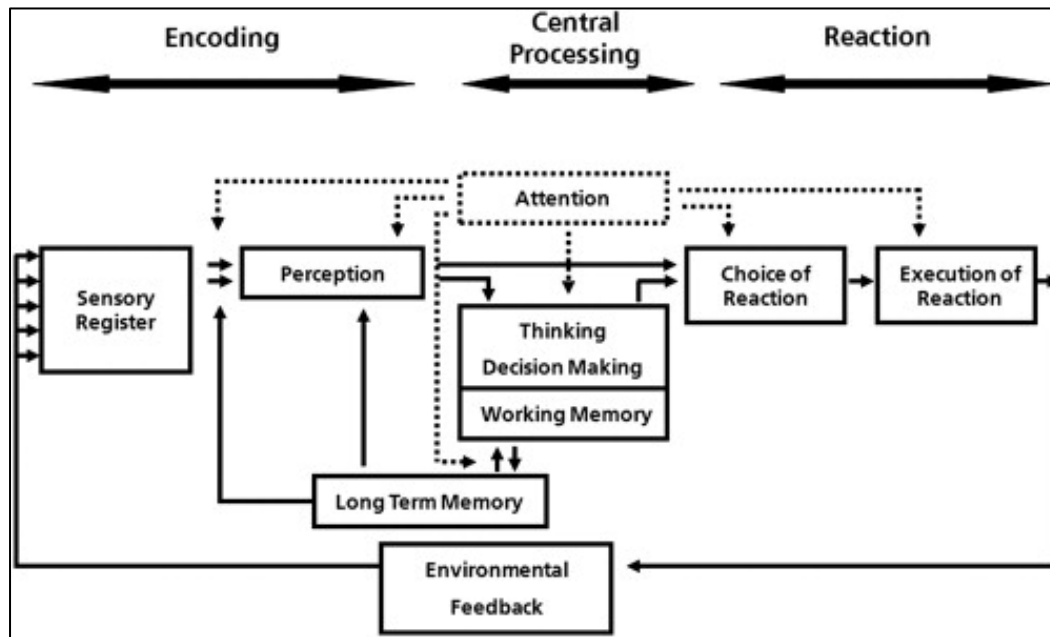 Encoding
Central
Processing
Reaction
Attention
Sensory
Register
Perception
Choice of
Reaction
Execution of
Reaction
Thinking
Decision Making
Working Memory
Long Term Memory
Environmental
Feedback